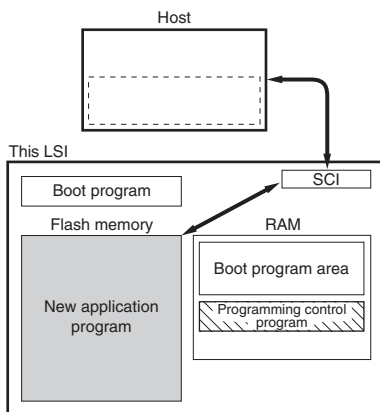 Host
This LSI
SCI
Boot program
Flash memory
RAM
New application
program
Boot program area
Programming control
program